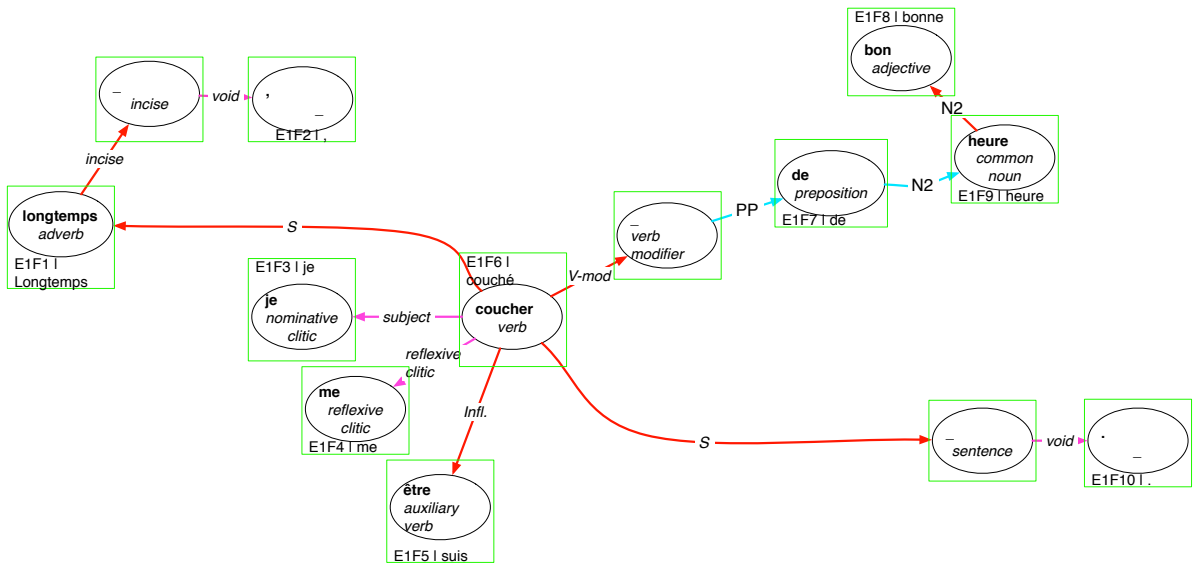 E1F8 | bonne
bon
adjective
_
incise
void
,
_
E1F2 | ,
N2
heure
common
noun
E1F9 | heure
incise
de
preposition
E1F7 | de
N2
longtemps
adverb
E1F1 |
Longtemps
S
PP
_
verb
modifier
V-mod
E1F3 | je
je
nominative
clitic
subject
E1F6 |
couché
coucher
verb
reflexive
clitic
me
reflexive
clitic
E1F4 | me
Infl.
S
_
sentence
void
.
_
E1F10 | .
être
auxiliary
verb
E1F5 | suis